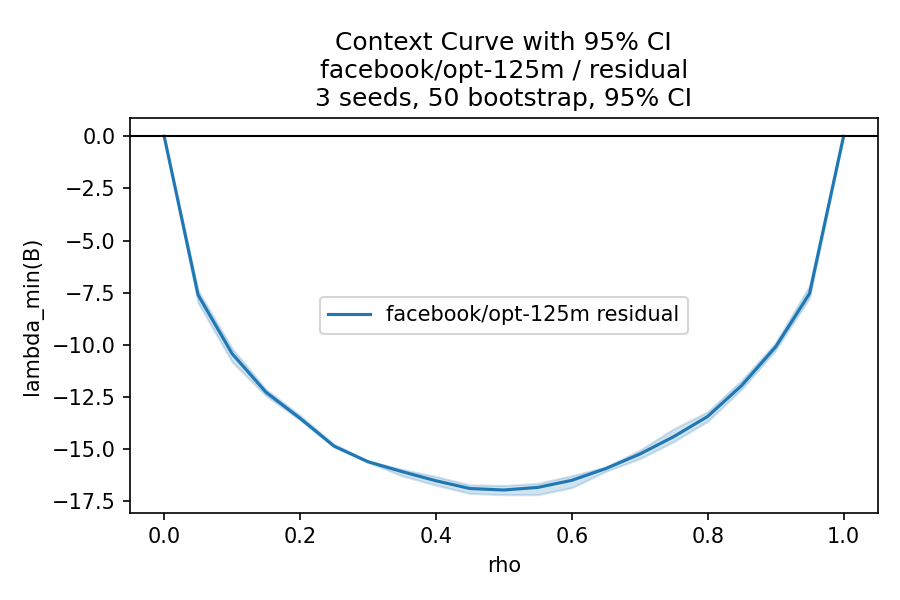 Context Curve with 95% CI
facebook/opt-125m / residual
3 seeds, 50 bootstrap, 95% CI
0.0
−2.5
−5.0
−7.5
−10.0
−12.5
−15.0
−17.5
lambda_min(B)
facebook/opt-125m residual
0.0 0.2 0.4 0.6 0.8 1.0
rho